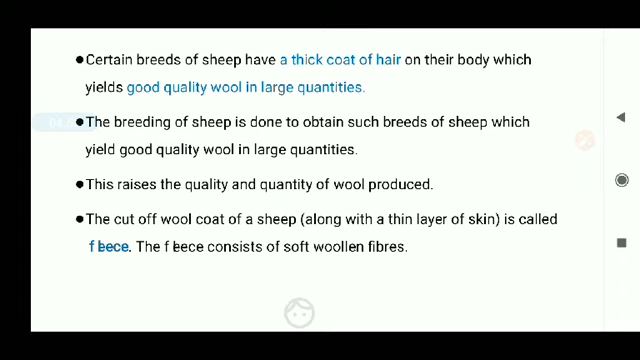 ●Certain breeds of sheep have a thick coat of hair on their body which
yields good quality wool in large quantities.
●The breeding of sheep is done to obtain such breeds of sheep which
yield good quality wool in large quantities.
●This raises the quality and quantity of wool produced.
●The cut off wool coat of a sheep (along with a thin layer of skin) is called
fleece. The fleece consists of soft woollen fibres.